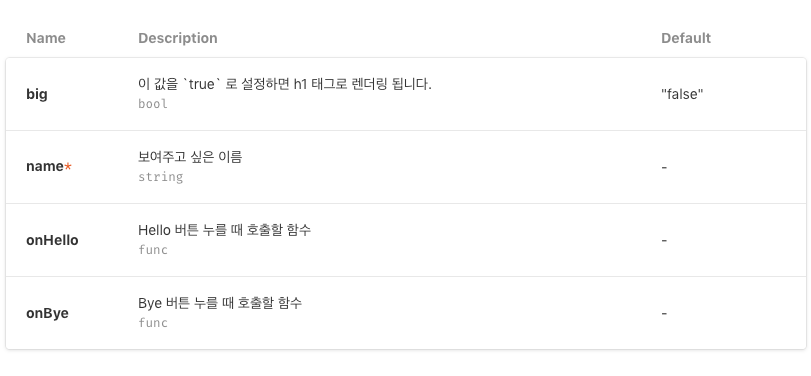 Name Description Default
이 값을 `true` 로 설정하면 h1 태그로 렌더링 됩니다.
big "false"
bool
보여주고 싶은 이름
name* -
string
Hello 버튼 누를 때 호출할 함수
onHello -
func
Bye 버튼 누를 때 호출할 함수
onBye -
func